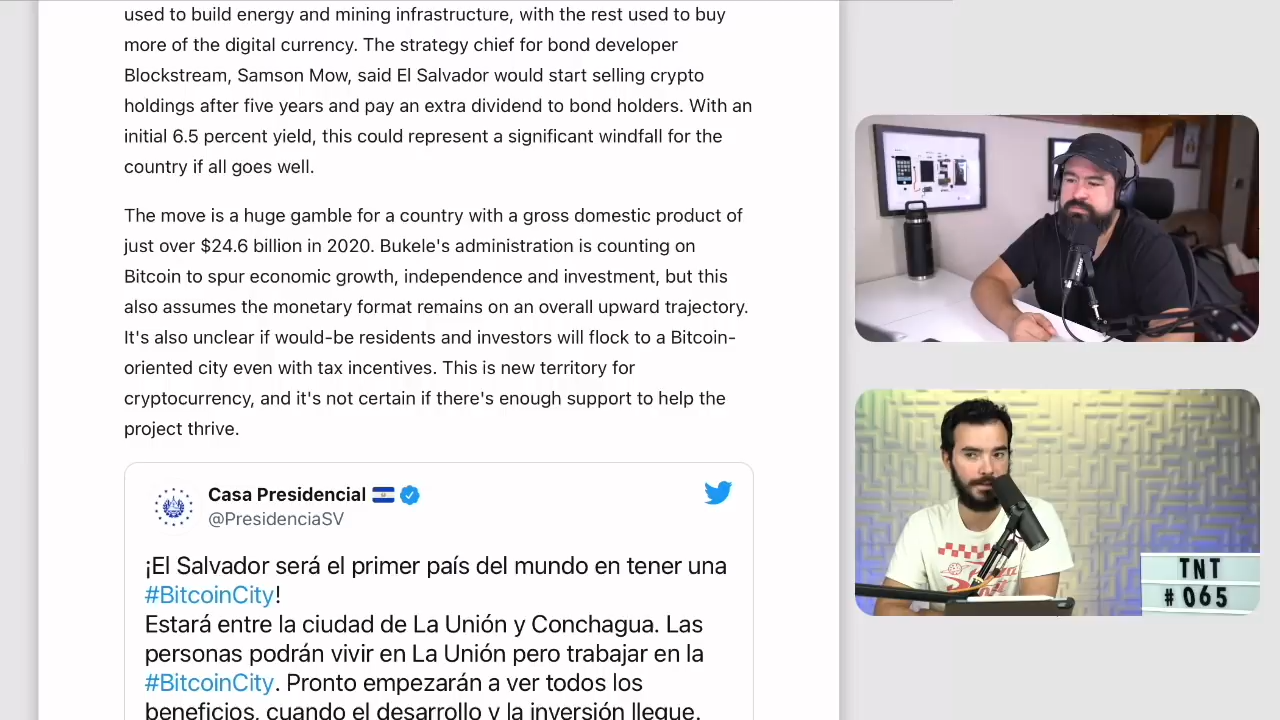 used to build energy and mining infrastructure, with the rest used to buy
more of the digital currency. The strategy chief for bond developer
Blockstream, Samson Mow, said El Salvador would start selling crypto
holdings after five years and pay an extra dividend to bond holders. With an
initial 6.5 percent yield, this could represent a significant windfall for the
country if all goes well.
The move is a huge gamble for a country with a gross domestic product of
just over $24.6 billion in 2020. Bukele's administration is counting on
Bitcoin to spur economic growth, independence and investment, but this
also assumes the monetary format remains on an overall upward trajectory.
It's also unclear if would-be residents and investors will flock to a Bitcoin-
oriented city even with tax incentives. This is new territory for
cryptocurrency, and it's not certain if there's enough support to help the
project thrive.
Casa Presidencial
@PresidenciaSV
¡El Salvador será el primer país del mundo en tener una
#BitcoinCity!
Estará entre la ciudad de La Unión y Conchagua. Las
personas podrán vivir en La Unión pero trabajar en la
#BitcoinCity. Pronto empezarán a ver todos los
beneficios, cuando el desarrollo y la inversión llegue.
TNT
#065